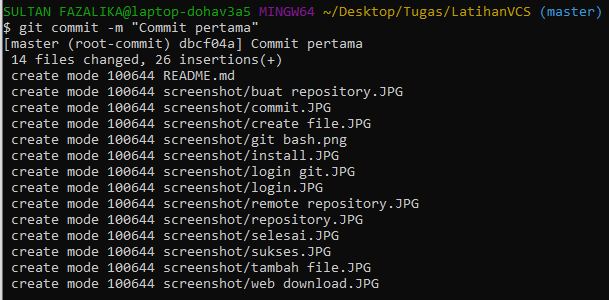 SULTAN FAZALIKA@laptop-dohav3a5 MINGW64 ~/Desktop/Tugas/LatihanVCS (master)
$ git commit -m "Commit pertama"
[master (root-commit) dbcf04a] Commit pertama
 14 files changed, 26 insertions(+)
 create mode 100644 README.md
 create mode 100644 screenshot/buat repository.JPG
 create mode 100644 screenshot/commit.JPG
 create mode 100644 screenshot/create file.JPG
 create mode 100644 screenshot/git bash.png
 create mode 100644 screenshot/install.JPG
 create mode 100644 screenshot/login git.JPG
 create mode 100644 screenshot/login.JPG
 create mode 100644 screenshot/remote repository.JPG
 create mode 100644 screenshot/repository.JPG
 create mode 100644 screenshot/selesai.JPG
 create mode 100644 screenshot/sukses.JPG
 create mode 100644 screenshot/tambah file.JPG
 create mode 100644 screenshot/web download.JPG